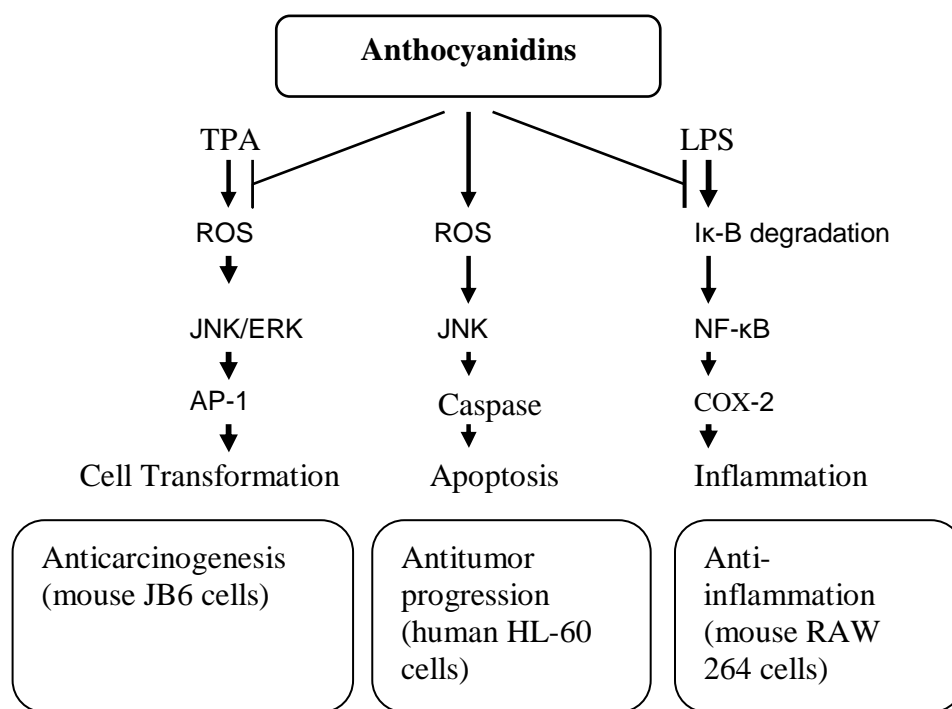 Anthocyanidins
TPA
LPS
ROS
ROS
Iκ-B degradation
JNK/ERK
JNK
NF-κB
AP-1
Caspase
COX-2
Cell Transformation
Apoptosis
Inflammation
Anticarcinogenesis
(mouse JB6 cells)
Antitumor
progression
(human HL-60
cells)
Anti-
inflammation
(mouse RAW
264 cells)